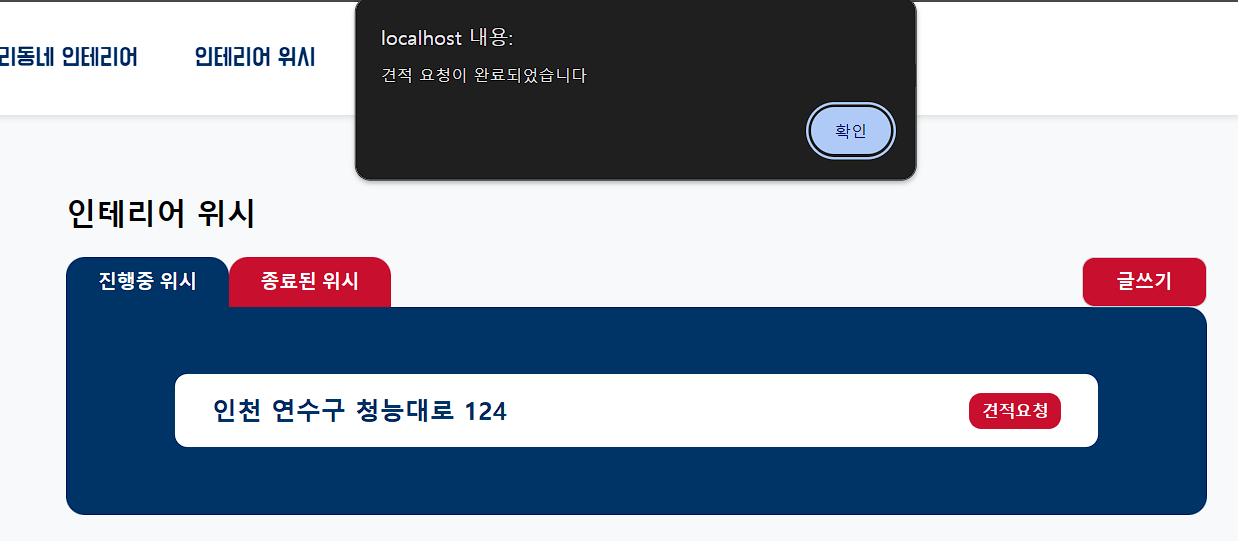 리동네 인테리어 인테리어 위시
localhost 내용:
견적 요청이 완료되었습니다
확인
인테리어 위시
진행중 위시 종료된 위시 글쓰기
인천 연수구 청능대로 124 견적요청